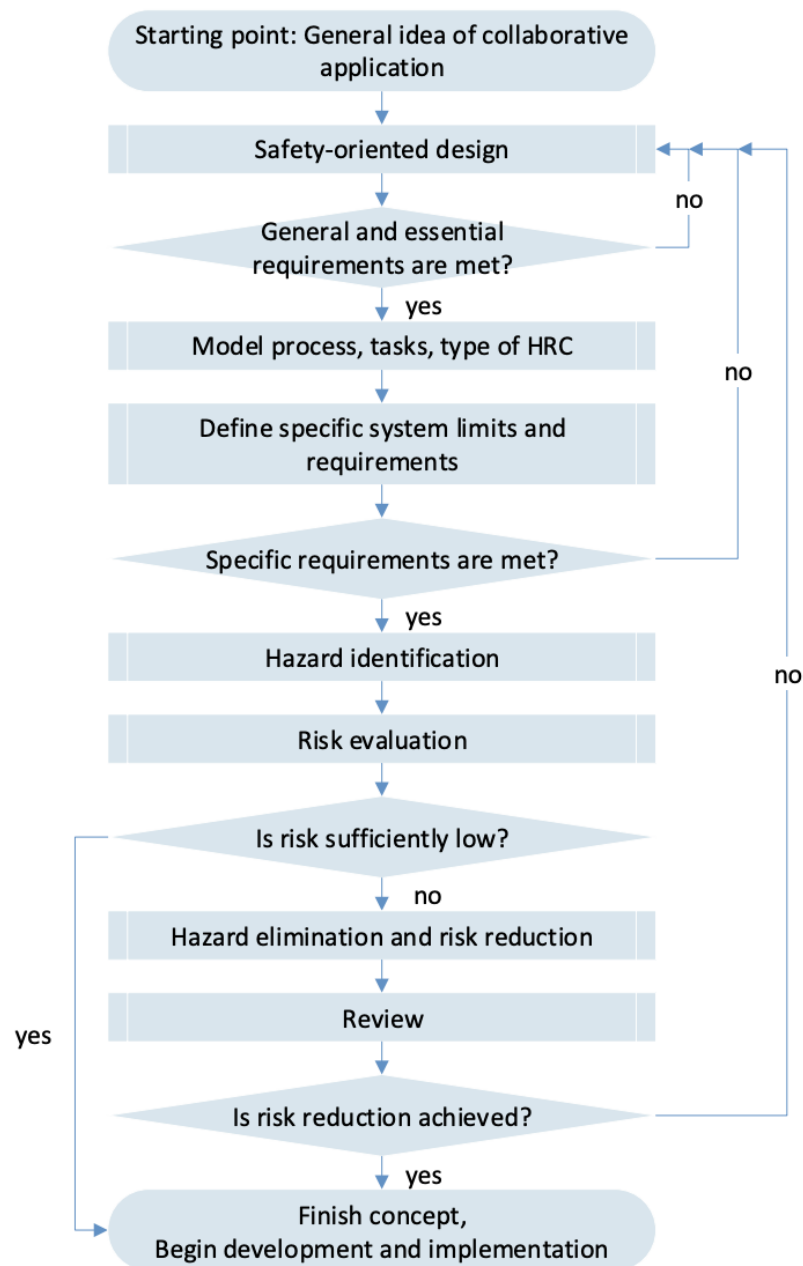 Starting point: General idea of collaborative
application
Safety-oriented design
no
General and essential
requirements are met?
yes
Model process, tasks, type of HRC
no
Define specific system limits and
requirements
Specific requirements are met?
yes
Hazard identification
no
Risk evaluation
Is risk sufficiently low?
no
Hazard elimination and risk reduction
Review
yes
Is risk reduction achieved?
yes
Finish concept,
Begin development and implementation